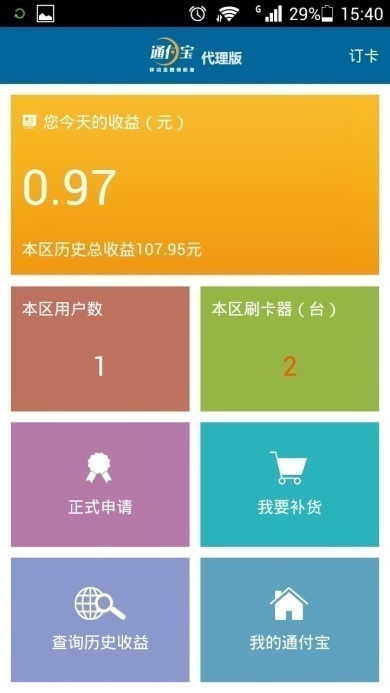 G 29% 15:40
通付宝 代理版 订卡
您今天的收益（元）
0.97
本区历史总收益107.95元
本区用户数
1
本区刷卡器（台）
2
正式申请
我要补货
查询历史收益
我的通付宝